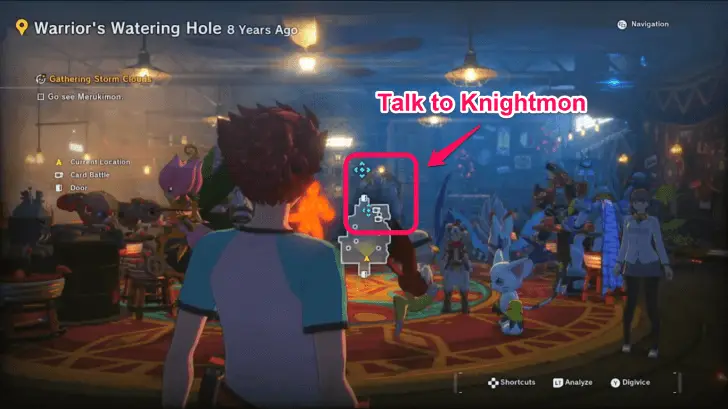 Warrior's Watering Hole 8 Years Ago
Navigation
Gathering Storm Clouds
Go see Merukimon
Talk to Knightmon
Current Location
Card Battle
Door
Shortcuts LT Analyze Y Digivice